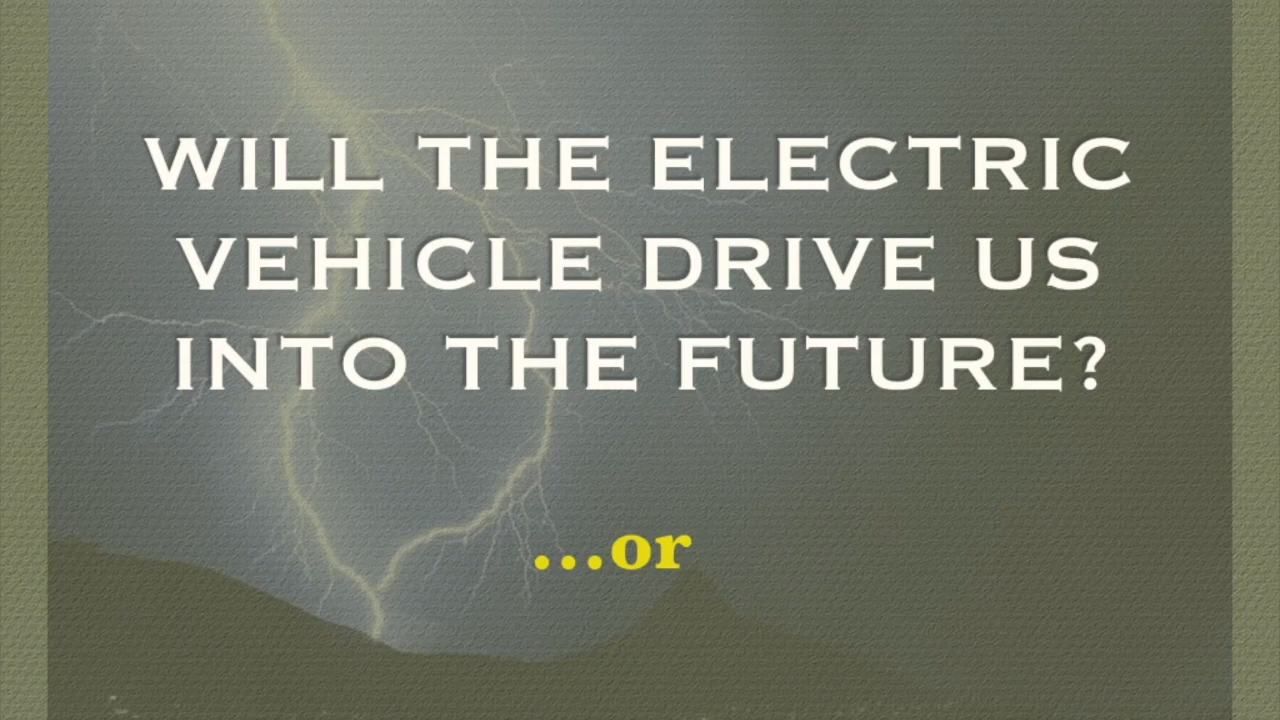 WILL THE ELECTRIC
VEHICLE DRIVE US
INTO THE FUTURE?
...or